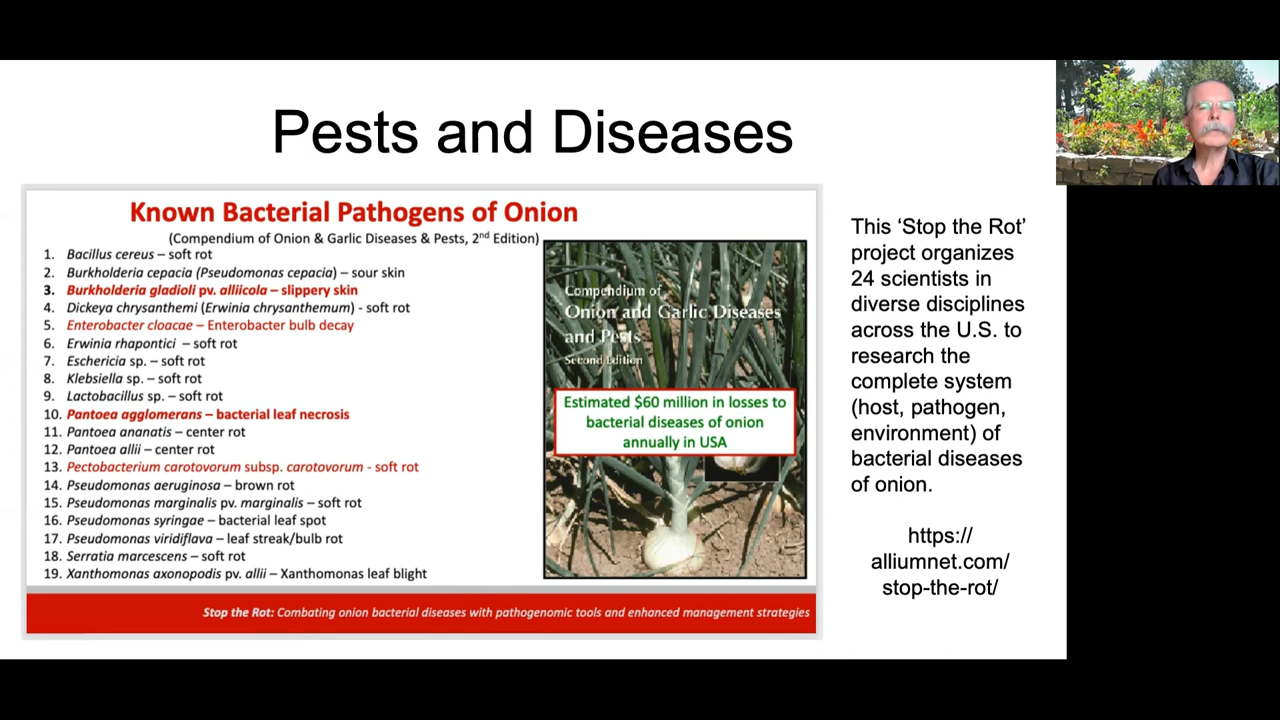 Pests and Diseases
Known Bacterial Pathogens of Onion
(Compendium of Onion & Garlic Diseases & Pests, 2nd Edition)
1. Bacillus cereus – soft rot
2. Burkholderia cepacia (Pseudomonas cepacia) – sour skin
3. Burkholderia gladioli pv. alliicola – slippery skin
4. Dickeya chrysanthemi (Erwinia chrysanthemum) - soft rot
5. Enterobacter cloacae – Enterobacter bulb decay
6. Erwinia rhapontici – soft rot
7. Eschericia sp. – soft rot
8. Klebsiella sp. – soft rot
9. Lactobacillus sp. – soft rot
10. Pantoea agglomerans – bacterial leaf necrosis
11. Pantoea ananatis – center rot
12. Pantoea allii – center rot
13. Pectobacterium carotovorum subsp. carotovorum - soft rot
14. Pseudomonas aeruginosa – brown rot
15. Pseudomonas marginalis pv. marginalis – soft rot
16. Pseudomonas syringae – bacterial leaf spot
17. Pseudomonas viridiflava – leaf streak/bulb rot
18. Serratia marcescens – soft rot
19. Xanthomonas axonopodis pv. allii – Xanthomonas leaf blight
Compendium of
Onion and Garlic Diseases
and Pests
Second Edition
Estimated $60 million in losses to
bacterial diseases of onion
annually in USA
Stop the Rot: Combating onion bacterial diseases with pathogenomic tools and enhanced management strategies
This ‘Stop the Rot’
project organizes
24 scientists in
diverse disciplines
across the U.S. to
research the
complete system
(host, pathogen,
environment) of
bacterial diseases
of onion.
https://
alliumnet.com/
stop-the-rot/